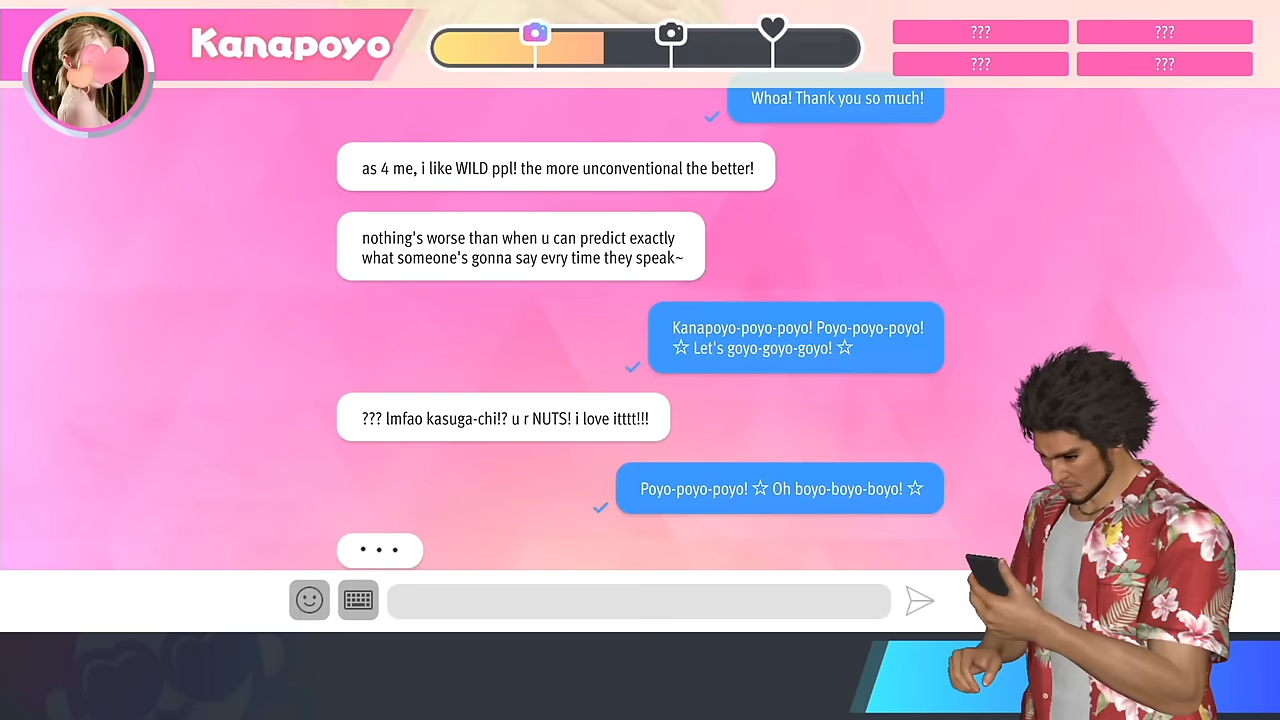 Kanapoyo
???
???
???
???
Whoa! Thank you so much!
as 4 me, i like WILD ppl! the more unconventional the better!
nothing's worse than when u can predict exactly
what someone's gonna say evry time they speak~
Kanapoyo-poyo-poyo! Poyo-poyo-poyo!
☆ Let's goyo-goyo-goyo! ☆
??? lmfao kasuga-chi!? u r NUTS! i love itttt!!!
Poyo-poyo-poyo! ☆ Oh boyo-boyo-boyo! ☆
• • •